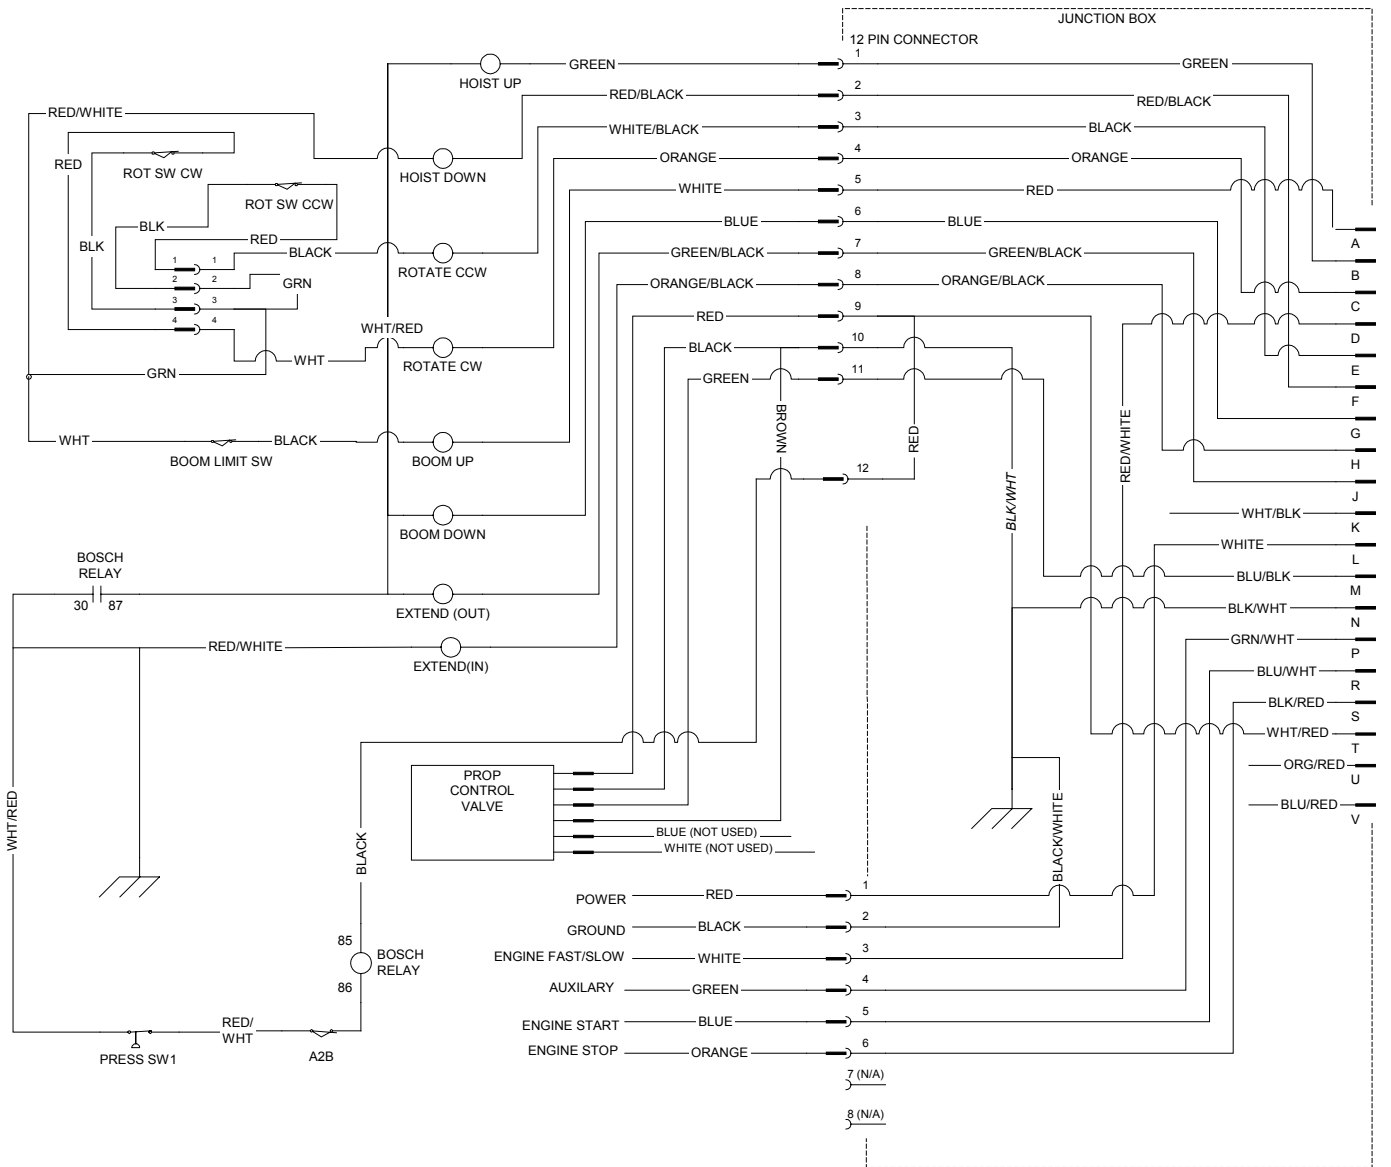 JUNCTION BOX
12 PIN CONNECTOR
1
GREEN
GREEN
HOIST UP
2
RED/BLACK
RED/BLACK
RED/WHITE
3
WHITE/BLACK
BLACK
RED
ROT SW CW
4
ORANGE
ORANGE
HOIST DOWN
5
WHITE
RED
ROT SW CCW
6
BLUE
BLUE
BLK
BLK
RED
A
7
GREEN/BLACK
GREEN/BLACK
1
1
BLACK
ROTATE CCW
B
8
ORANGE/BLACK
ORANGE/BLACK
2
2
GRN
C
3
3
9
RED
WHT/RED
D
4
4
10
BLACK
WHT
ROTATE CW
E
11
GREEN
GRN
F
BROWN
RED
RED/WHITE
G
WHT
BLACK
BOOM LIMIT SW
BOOM UP
H
12
BLK/WHT
J
WHT/BLK
BOOM DOWN
K
WHITE
BOSCH
RELAY
L
BLU/BLK
30
87
M
EXTEND (OUT)
BLK/WHT
N
GRN/WHT
RED/WHITE
EXTEND(IN)
P
BLU/WHT
R
BLK/RED
S
WHT/RED
T
ORG/RED
U
PROP
CONTROL
VALVE
BLU/RED
V
WHT/RED
BLACK
BLUE (NOT USED)
WHITE (NOT USED)
BLACK/WHITE
POWER
RED
1
GROUND
BLACK
2
85
BOSCH
RELAY
86
ENGINE FAST/SLOW
WHITE
3
AUXILARY
GREEN
4
RED/
WHT
ENGINE START
BLUE
5
PRESS SW1
A2B
ENGINE STOP
ORANGE
6
7 (N/A)
8 (N/A)